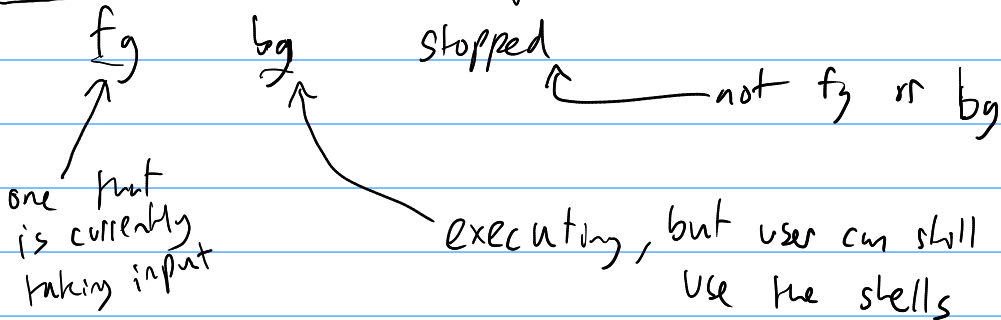 fg bg stopped
not fg or bg
one that
is currently
taking input
executing, but user can still
use the shells